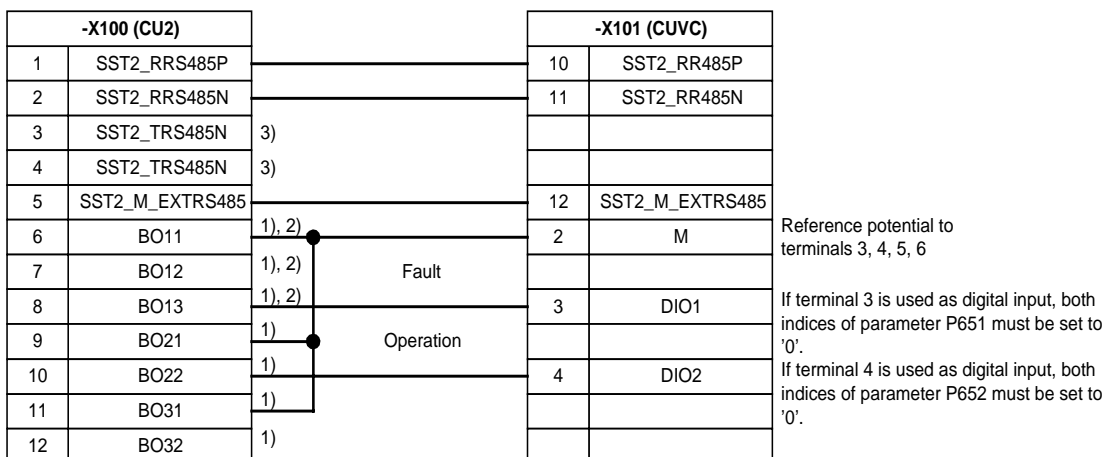 -X100 (CU2) -X101 (CUVC)
1 SST2_RRS485P 10 SST2_RR485P
2 SST2_RRS485N 11 SST2_RR485N
3 SST2_TRS485N 3)
4 SST2_TRS485N 3)
5 SST2_M_EXTRS485 12 SST2_M_EXTRS485
6 BO11 1), 2) 2 M Reference potential to
terminals 3, 4, 5, 6
7 BO12 1), 2) Fault
8 BO13 1), 2) 3 DIO1 If terminal 3 is used as digital input, both
indices of parameter P651 must be set to
'0'.
9 BO21 1) Operation
10 BO22 1) 4 DIO2 If terminal 4 is used as digital input, both
indices of parameter P652 must be set to
'0'.
11 BO31 1)
12 BO32 1)